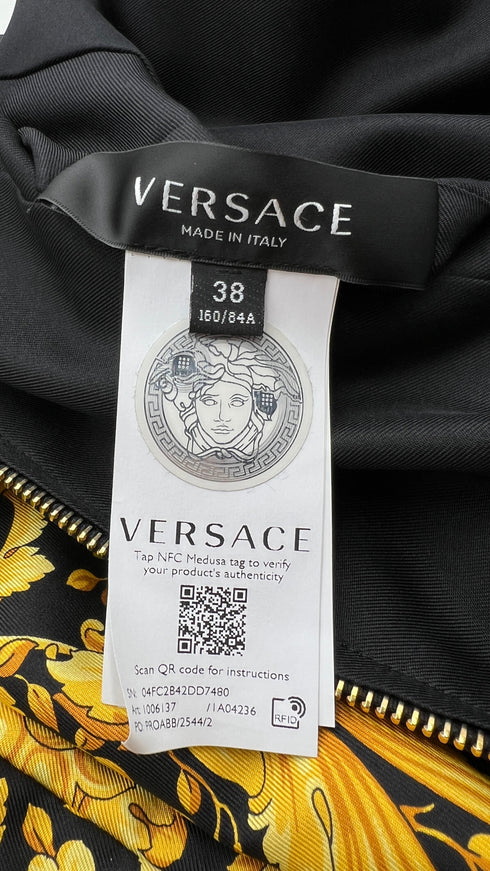 VERSACE
MADE IN ITALY
38
160/84A
VERSACE
Tap NFC Medusa tag to verify
your product's authenticity
Scan QR code for instructions
SN: 04FC2B42DD7480
Art: 1006137 /1A04236
PO: PROABB/2544/2
RFID